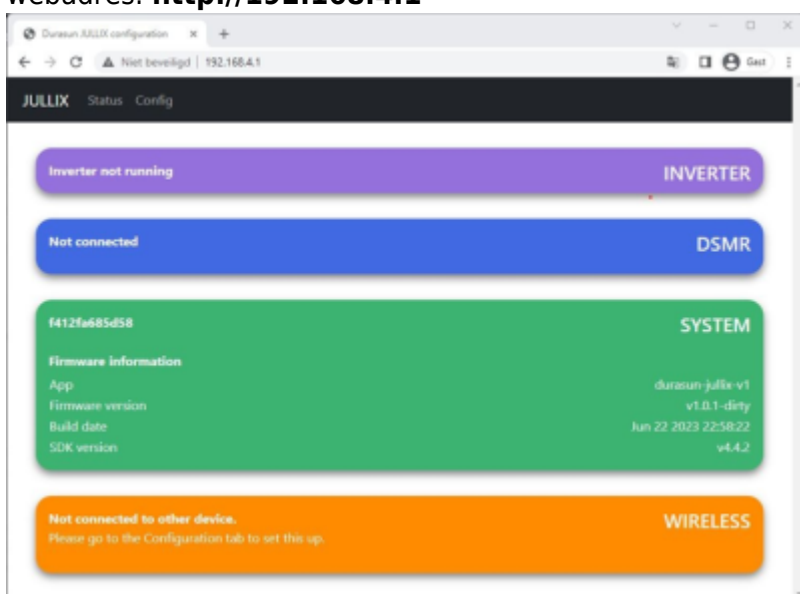 webadres: http://192.168.4.1
Durasun JULLIX configuration
Niet beveiligd | 192.168.4.1
Gast
JULLIX Status Config
Inverter not running
INVERTER
Not connected
DSMR
f412fa685d58
SYSTEM
Firmware information
App durasun-jullix-v1
Firmware version v1.0.1-dirty
Build date Jun 22 2023 22:58:22
SDK version v4.4.2
Not connected to other device.
WIRELESS
Please go to the Configuration tab to set this up.